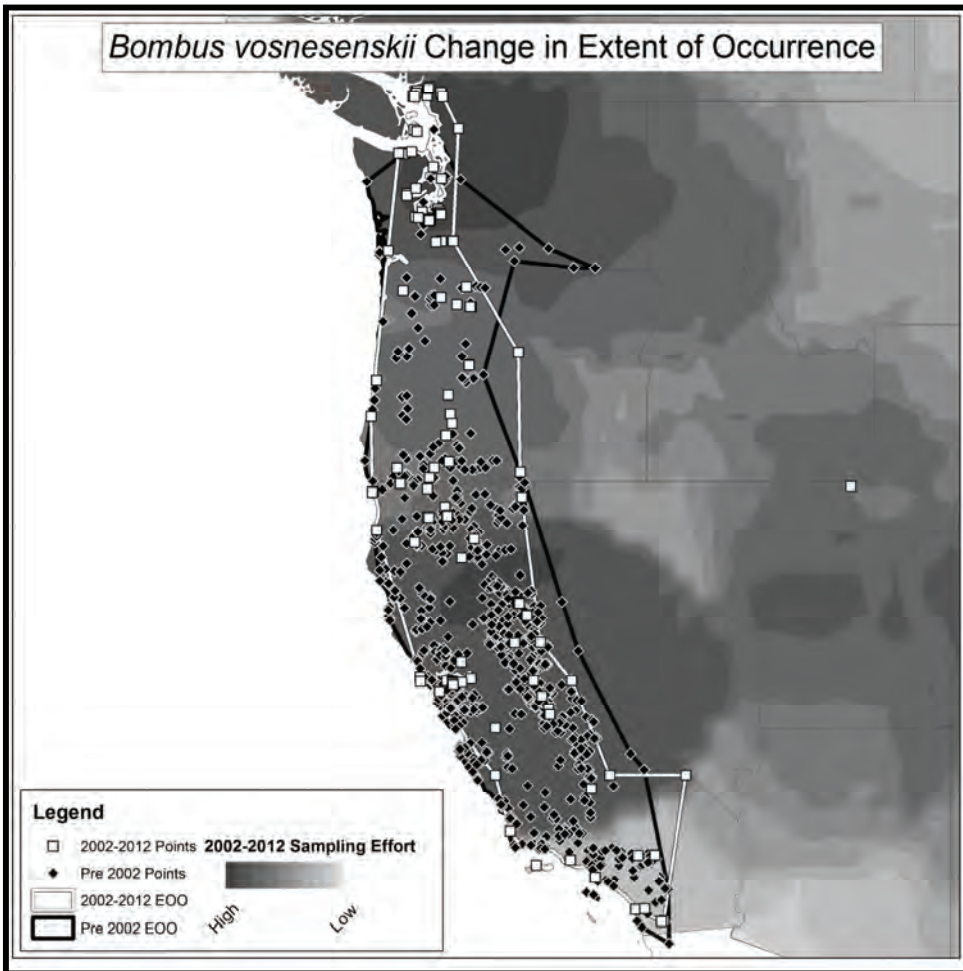 Bombus vosnesenskii Change in Extent of Occurrence
Legend
2002-2012 Points
Pre 2002 Points
2002-2012 EOO
Pre 2002 EOO
2002-2012 Sampling Effort
High
Low